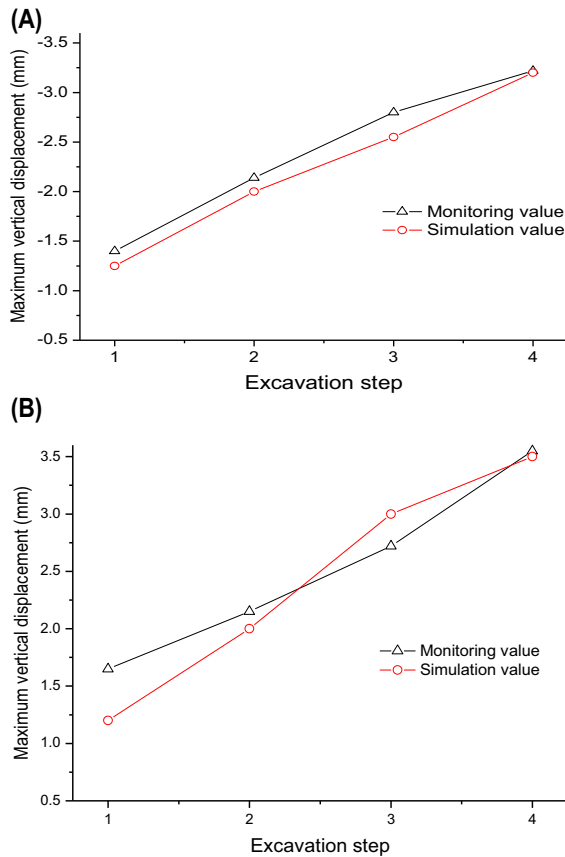 (A)
Maximum vertical displacement (mm)
-3.5
-3.0
-2.5
-2.0
-1.5
-1.0
-0.5
Monitoring value
Simulation value
1 2 3 4
Excavation step
(B)
Maximum vertical displacement (mm)
3.5
3.0
2.5
2.0
1.5
1.0
0.5
Monitoring value
Simulation value
1 2 3 4
Excavation step